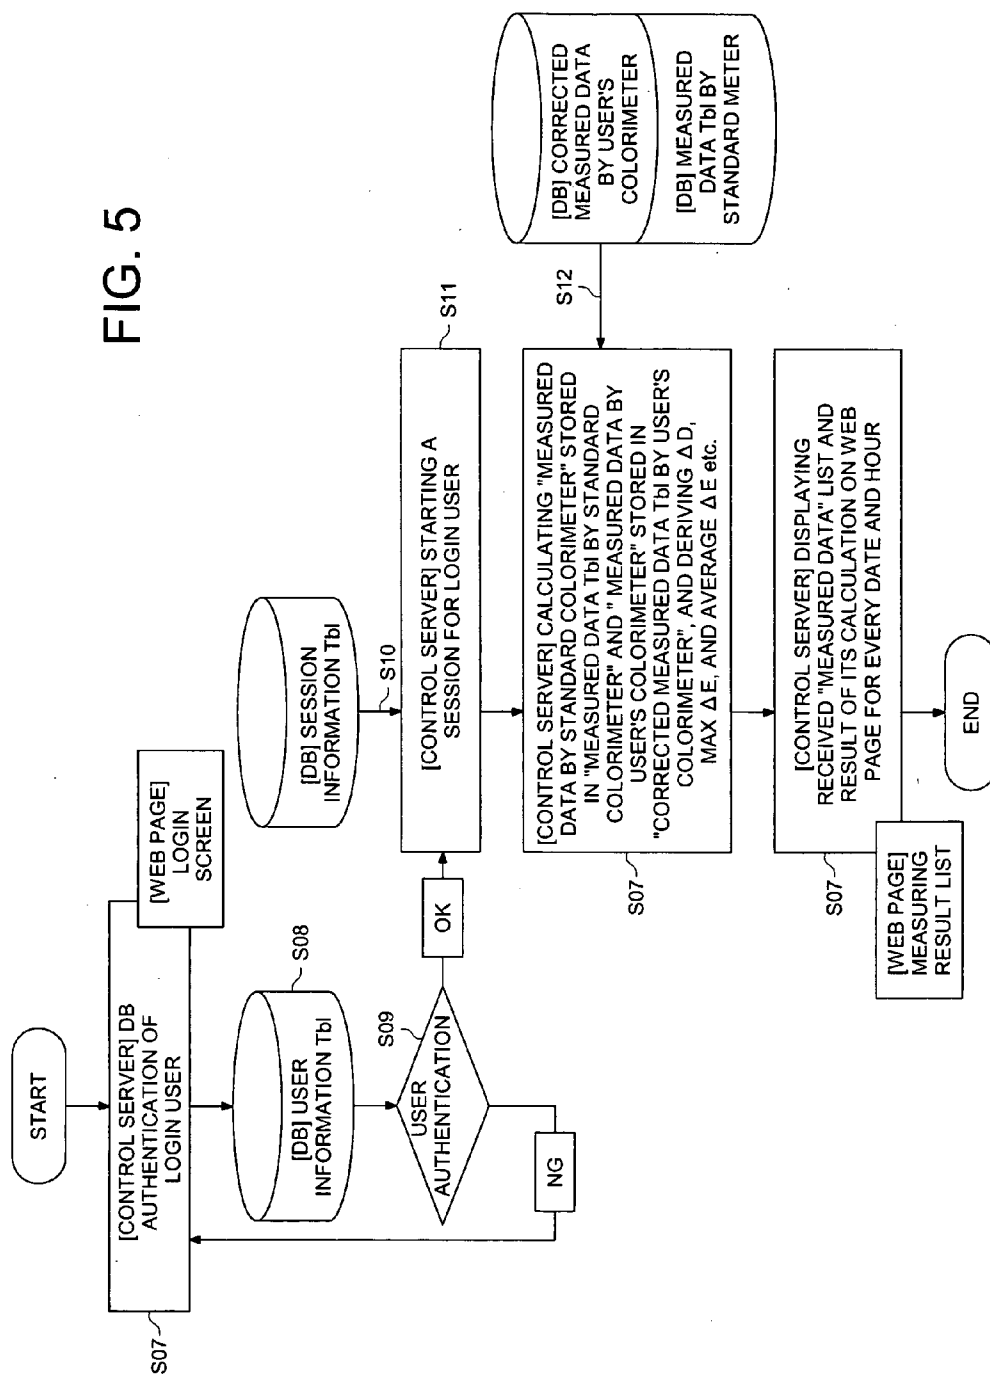 FIG. 5
START
[CONTROL SERVER] DB
AUTHENTICATION OF
LOGIN USER
S07
[WEB PAGE]
LOGIN
SCREEN
[DB] USER
INFORMATION Tbl
S08
USER
AUTHENTICATION
S09
NG
OK
[DB] SESSION
INFORMATION Tbl
S10
[CONTROL SERVER] STARTING A
SESSION FOR LOGIN USER
S11
[CONTROL SERVER] CALCULATING "MEASURED
DATA BY STANDARD COLORIMETER" STORED
IN "MEASURED DATA Tbl BY STANDARD
COLORIMETER" AND " MEASURED DATA BY
USER'S COLORIMETER" STORED IN
"CORRECTED MEASURED DATA Tbl BY USER'S
COLORIMETER", AND DERIVING Δ D,
MAX Δ E, AND AVERAGE Δ E etc.
S07
S12
[DB] CORRECTED
MEASURED DATA
BY USER'S
COLORIMETER
[DB] MEASURED
DATA Tbl BY
STANDARD METER
[CONTROL SERVER] DISPLAYING
RECEIVED "MEASURED DATA" LIST AND
RESULT OF ITS CALCULATION ON WEB
PAGE FOR EVERY DATE AND HOUR
S07
[WEB PAGE]
MEASURING
RESULT LIST
END